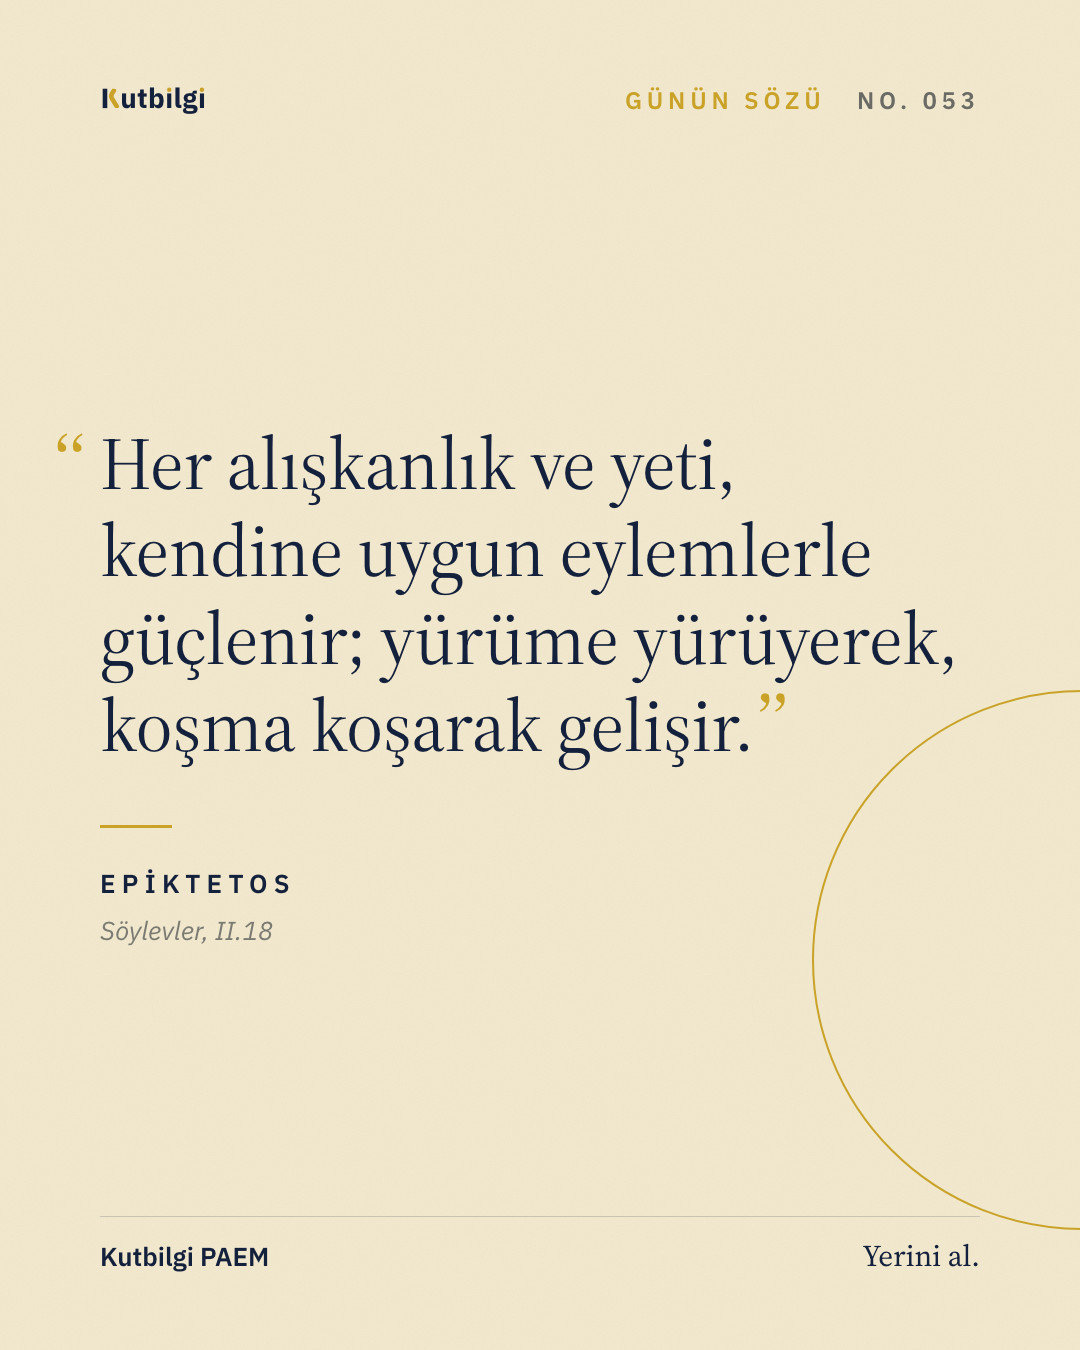 Kutbilgi
GÜNÜN SÖZÜ NO. 053
“Her alışkanlık ve yeti,
kendine uygun eylemlerle
güçlenir; yürüme yürüyerek,
koşma koşarak gelişir.”
EPİKTETOS
Söylevler, II.18
Kutbilgi PAEM
Yerini al.